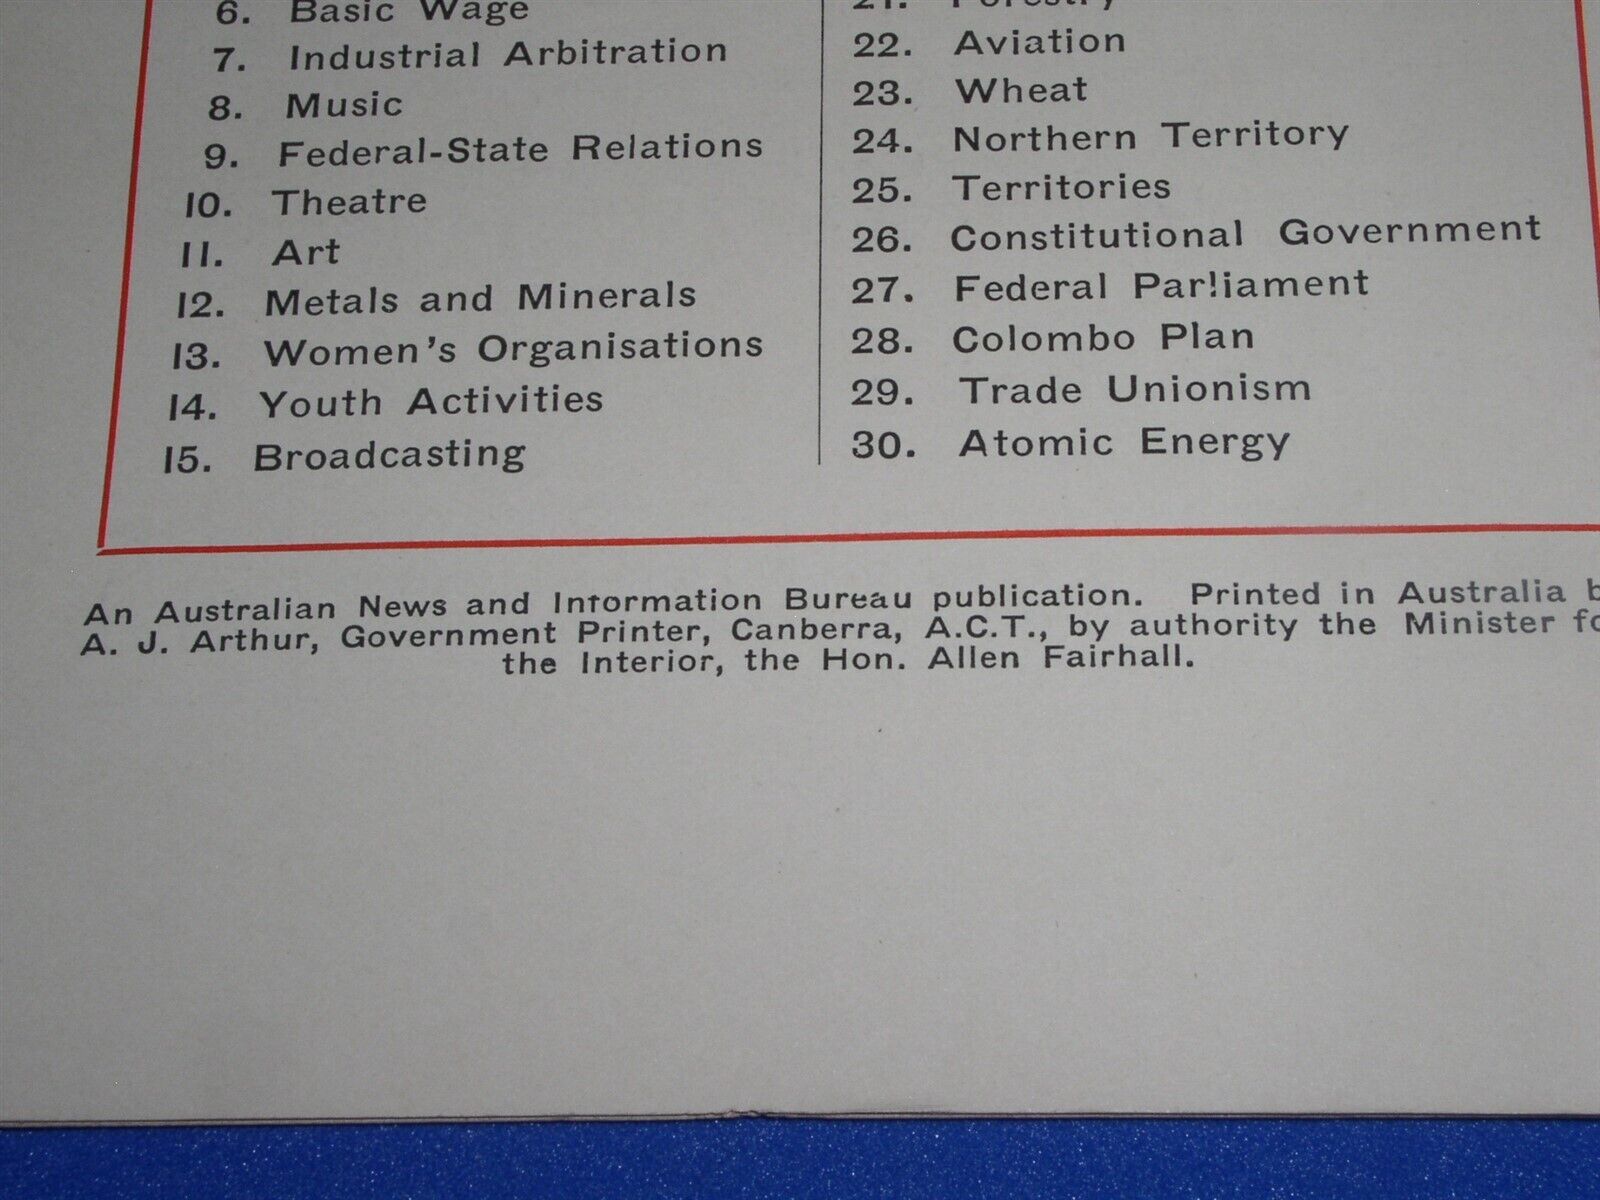 6. Basic Wage
7. Industrial Arbitration
8. Music
9. Federal-State Relations
10. Theatre
11. Art
12. Metals and Minerals
13. Women's Organisations
14. Youth Activities
15. Broadcasting
21. Forestry
22. Aviation
23. Wheat
24. Northern Territory
25. Territories
26. Constitutional Government
27. Federal Parliament
28. Colombo Plan
29. Trade Unionism
30. Atomic Energy
An Australian News and Information Bureau publication. Printed in Australia
A. J. Arthur, Government Printer, Canberra, A.C.T., by authority the Minister
the Interior, the Hon. Allen Fairhall.